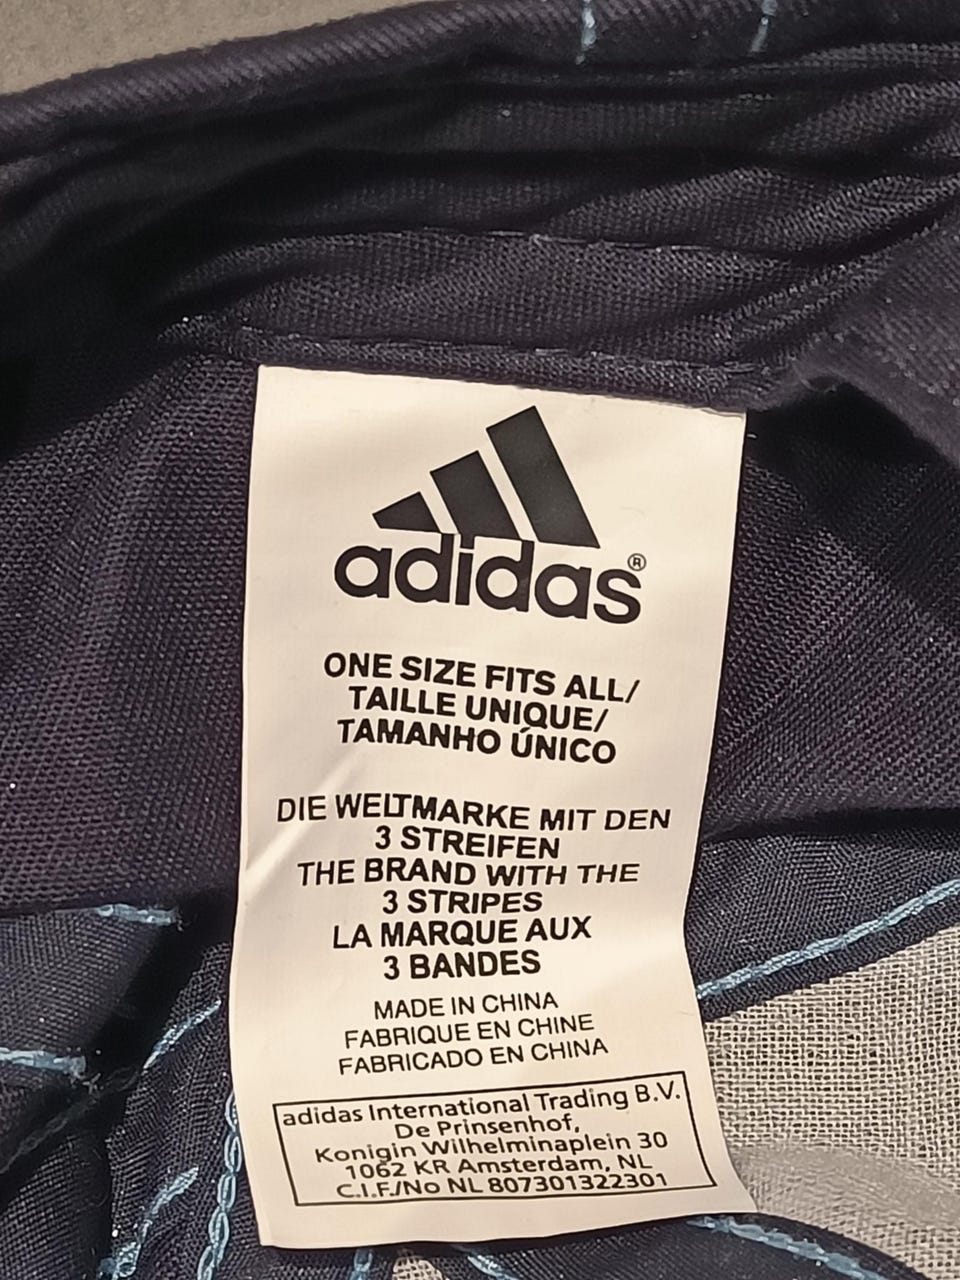 adidas®
ONE SIZE FITS ALL/
TAILLE UNIQUE/
TAMANHO ÚNICO
DIE WELTMARKE MIT DEN
3 STREIFEN
THE BRAND WITH THE
3 STRIPES
LA MARQUE AUX
3 BANDES
MADE IN CHINA
FABRIQUE EN CHINE
FABRICADO EN CHINA
adidas International Trading B.V.
De Prinsenhof,
Konigin Wilhelminaplein 30
1062 KR Amsterdam, NL
C.I.F./No NL 807301322301